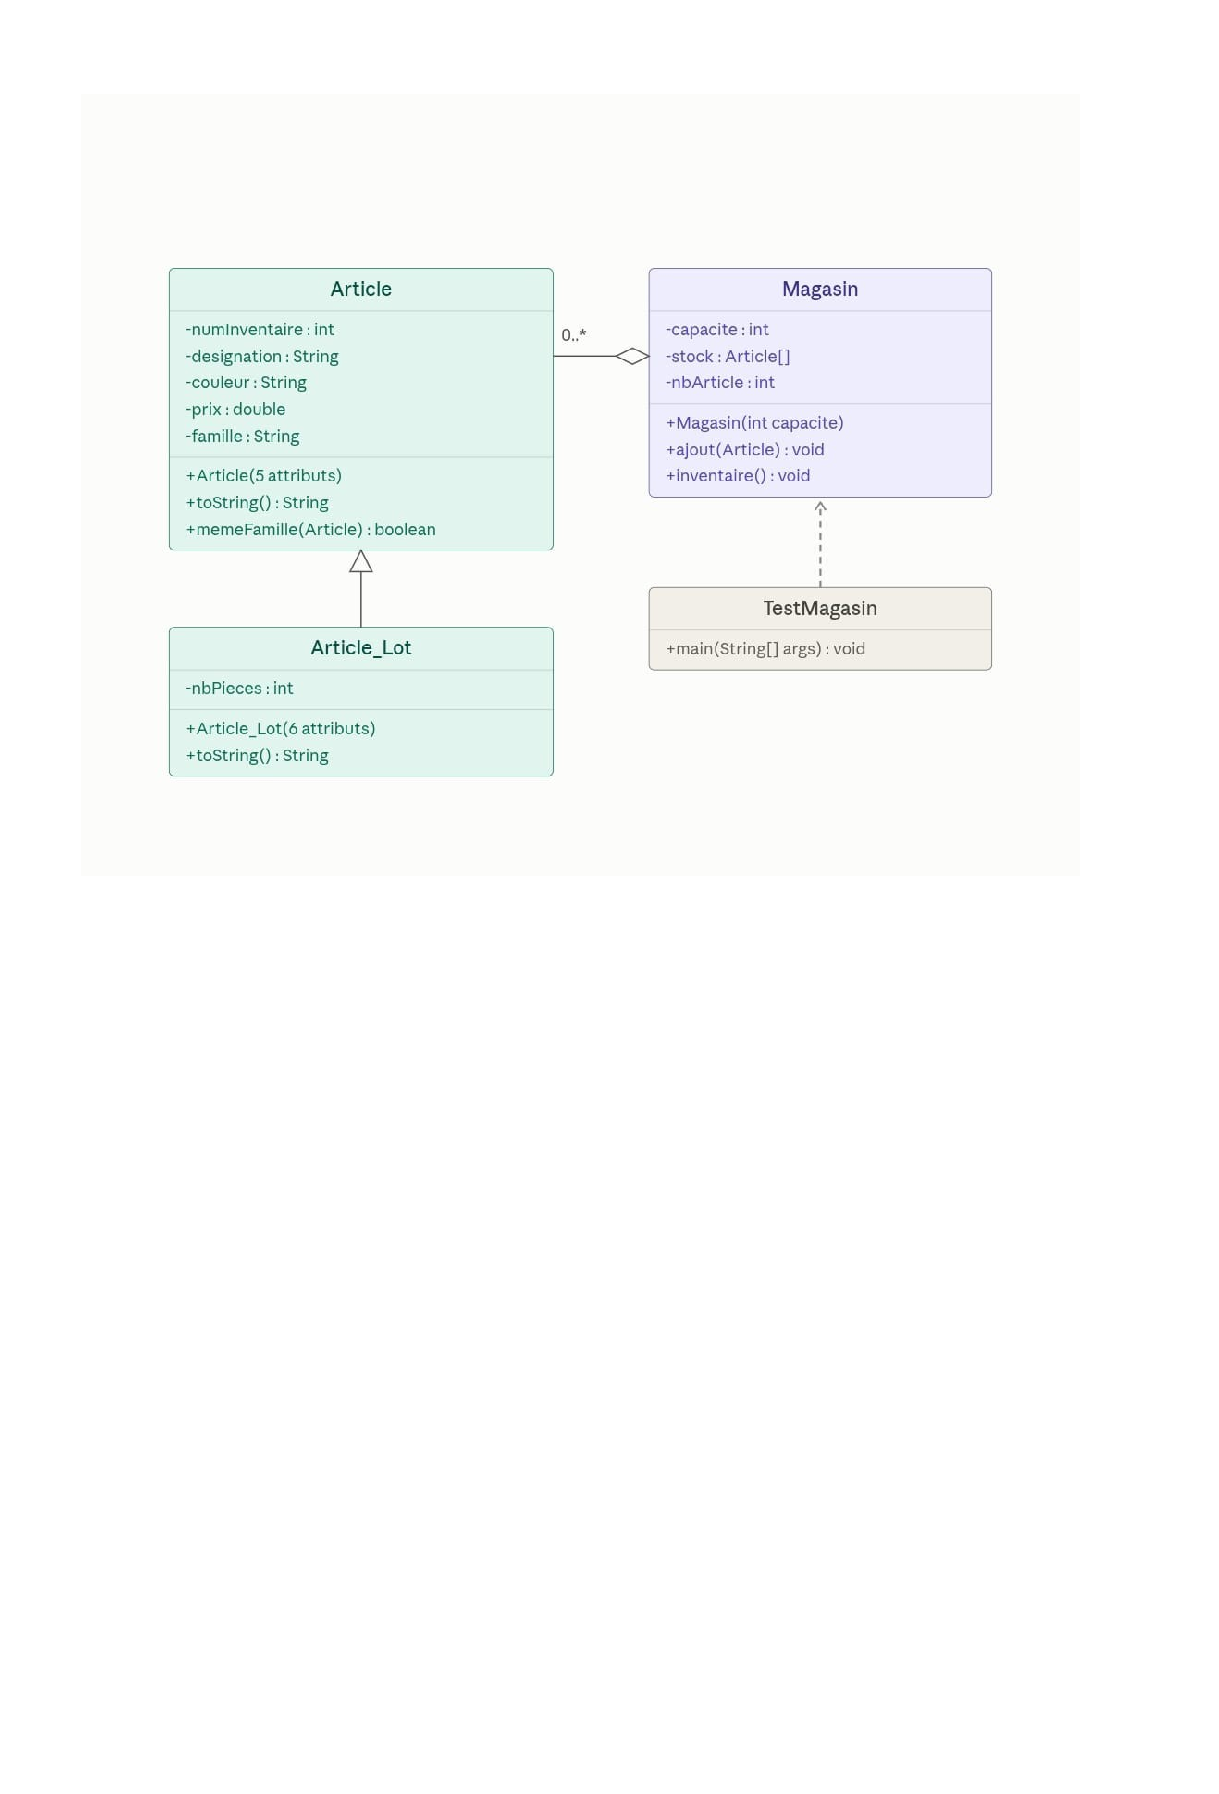 Article
-numInventaire : int
-designation : String
-couleur : String
-prix : double
-famille : String
+Article(5 attributs)
+toString() : String
+memeFamille(Article) : boolean
0..*
Magasin
-capacite : int
-stock : Article[]
-nbArticle : int
+Magasin(int capacite)
+ajout(Article) : void
+inventaire() : void
Article_Lot
-nbPieces : int
+Article_Lot(6 attributs)
+toString() : String
TestMagasin
+main(String[] args) : void